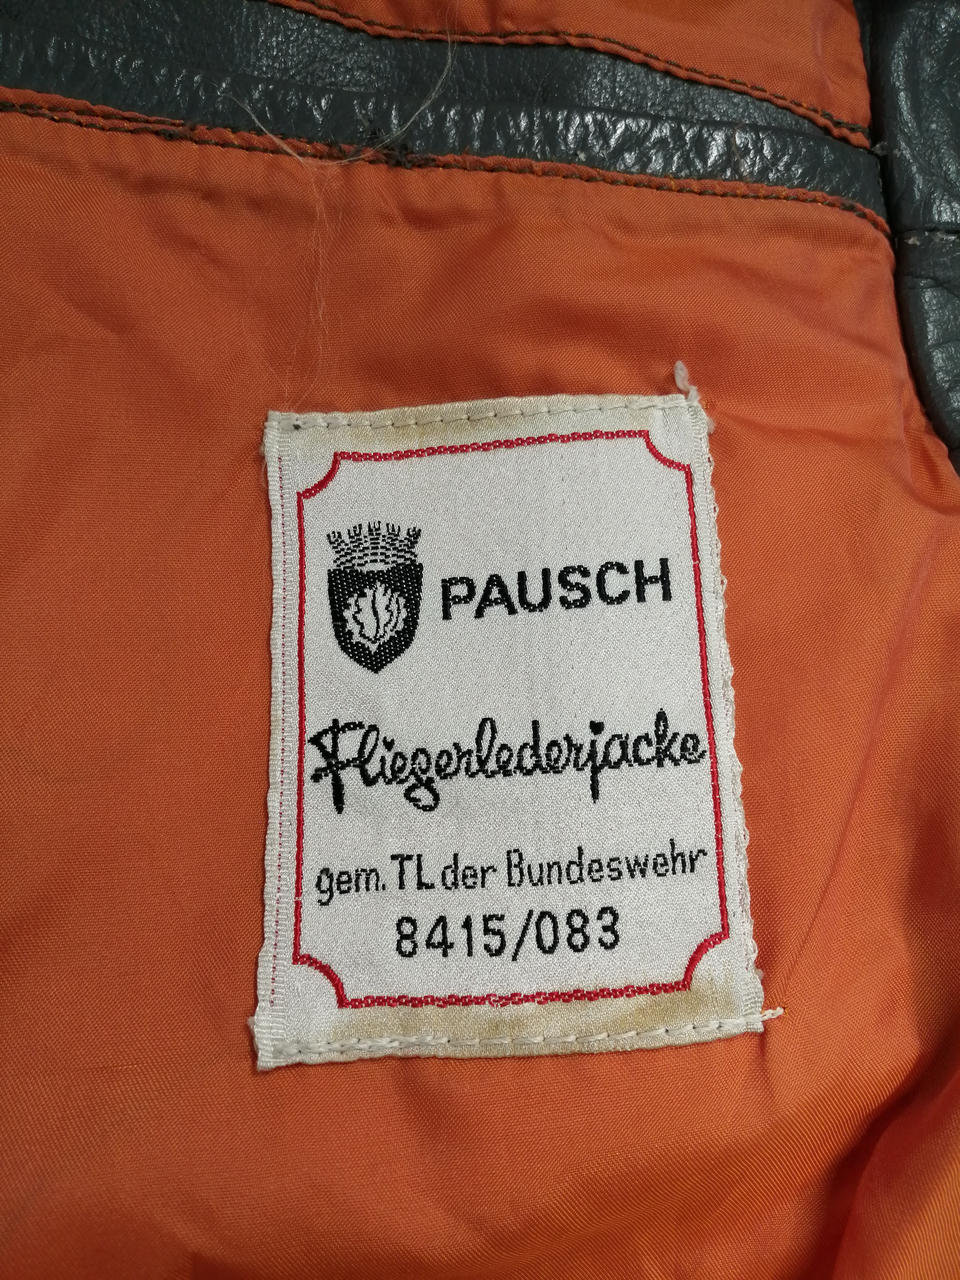 PAUSCH
Fliegerlederjacke
gem. TL der Bundeswehr
8415/083